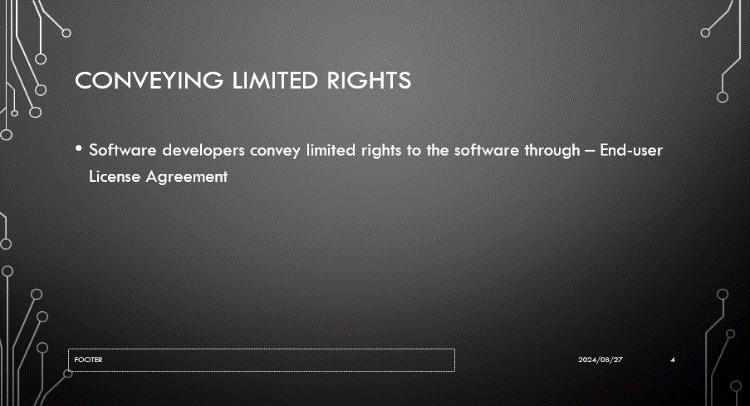 CONVEYING LIMITED RIGHTS
• Software developers convey limited rights to the software through – End-user
License Agreement
FOOTER
2024/08/27
4